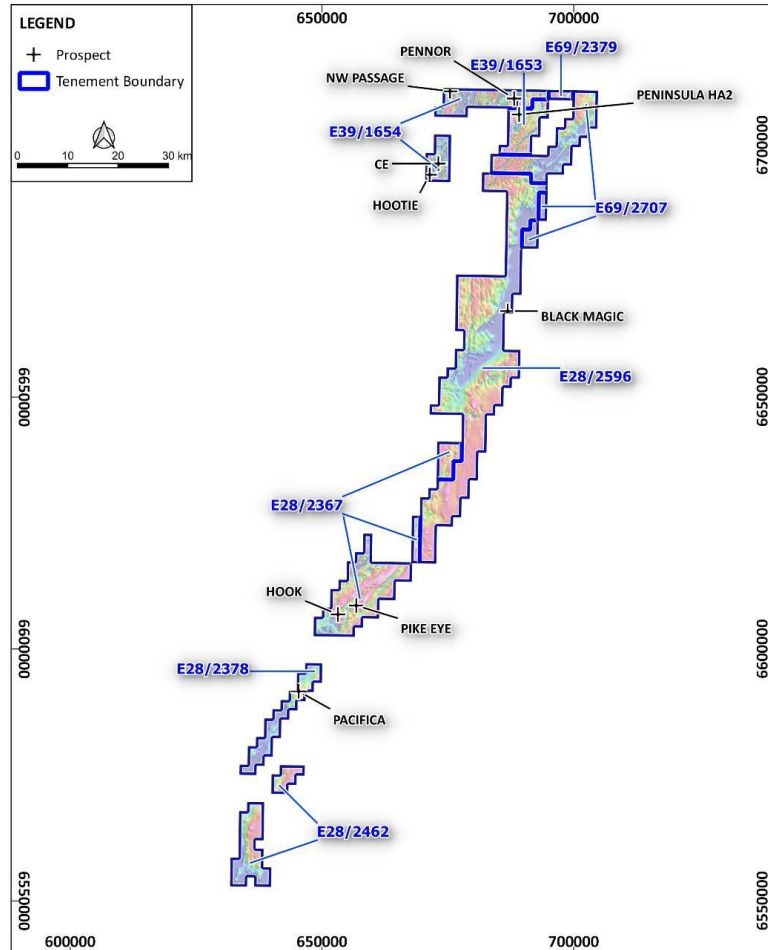 650000
700000
LEGEND
Prospect
Tenement Boundary
0 10 20 30 km
PENNOR
E69/2379
E39/1653
NW PASSAGE
PENINSULA HA2
E39/1654
6700000
6700000
CE
HOOTIE
E69/2707
BLACK MAGIC
E28/2596
6650000
6650000
E28/2367
HOOK
PIKE EYE
6600000
6600000
E28/2378
PACIFICA
E28/2462
6550000
6550000
600000
650000
700000